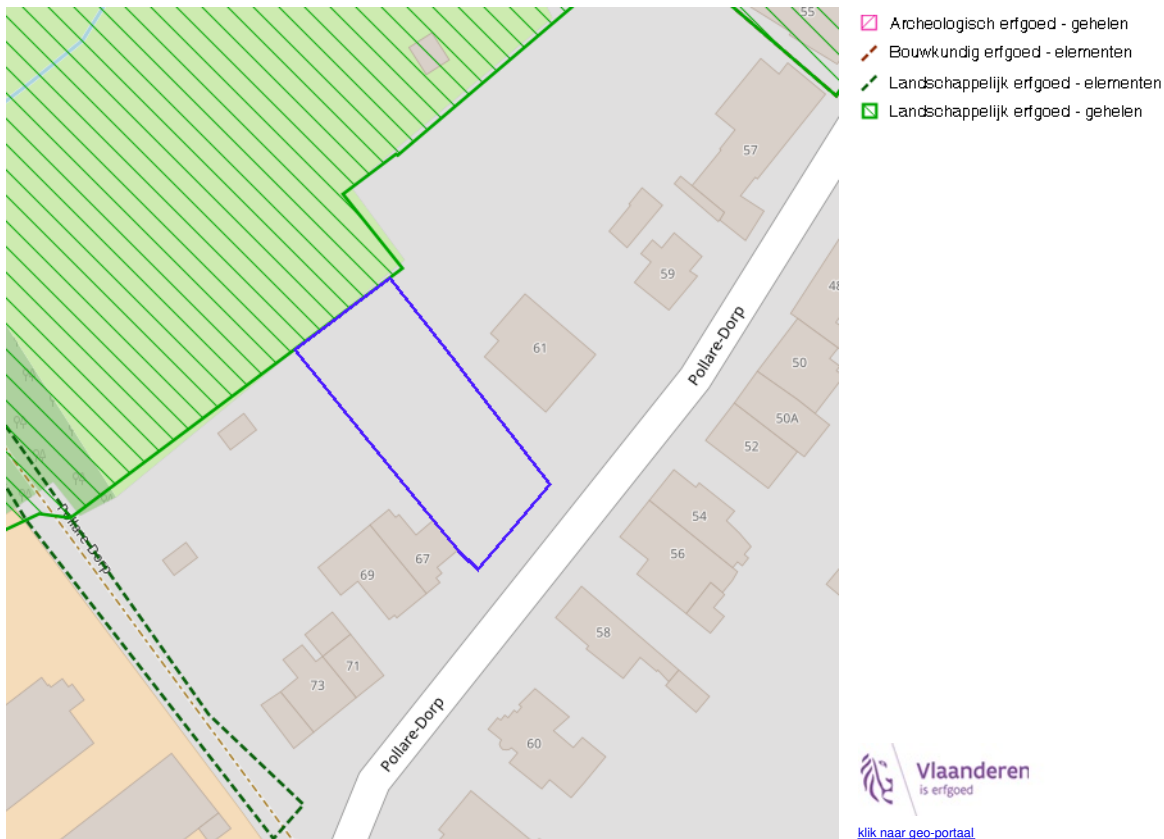 55
57
59
61
Pollare-Dorp
50
50A
52
54
56
67
69
58
71
73
Pollare-Dorp
60
Pollare-Dorp
Archeologisch erfgoed - gehelen
Bouwkundig erfgoed - elementen
Landschappelijk erfgoed - elementen
Landschappelijk erfgoed - gehelen
Vlaanderen
is erfgoed
klik naar geo-portaal